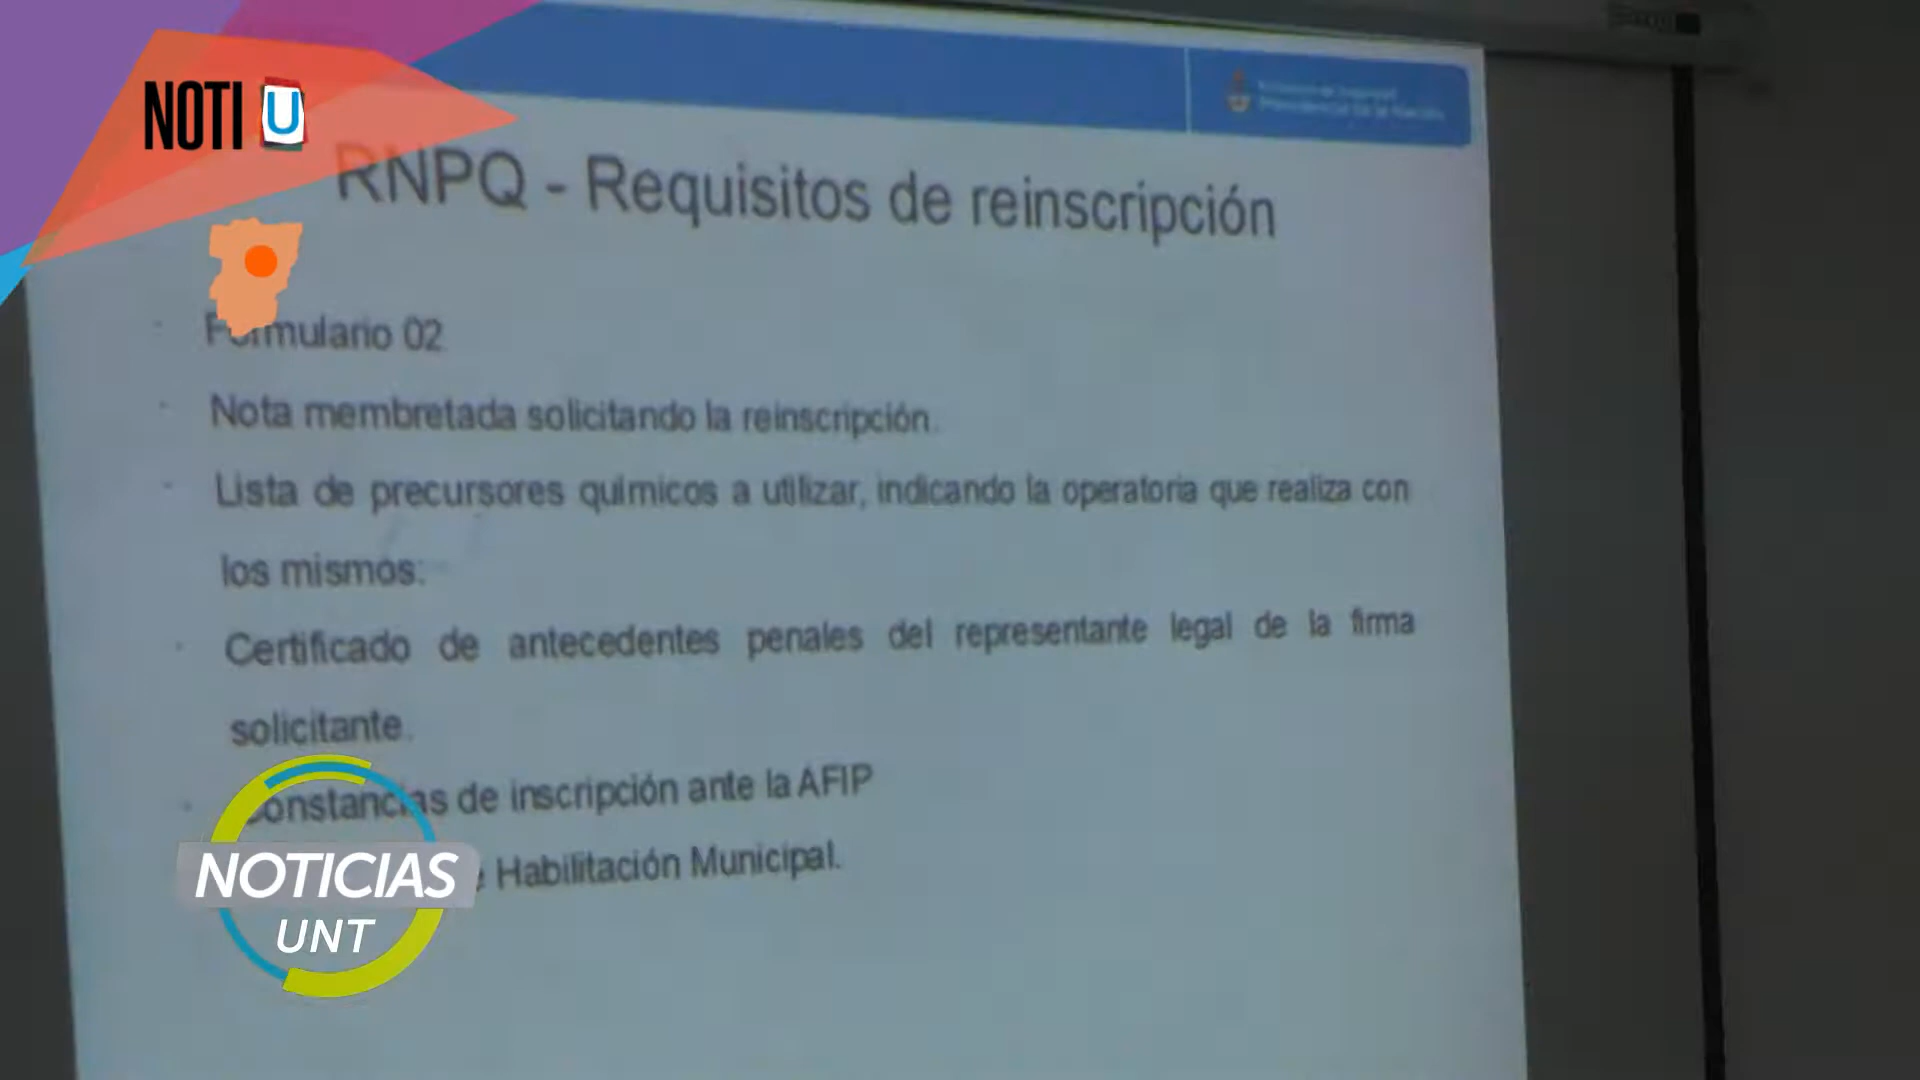 NOTI U
RNPQ - Requisitos de reinscripción
Formulario 02
Nota membretada solicitando la reinscripción.
Lista de precursores químicos a utilizar, indicando la operatoria que realiza con
los mismos.
Certificado de antecedentes penales del representante legal de la firma
solicitante.
Constancias de inscripción ante la AFIP
Habilitación Municipal.
NOTICIAS
UNT